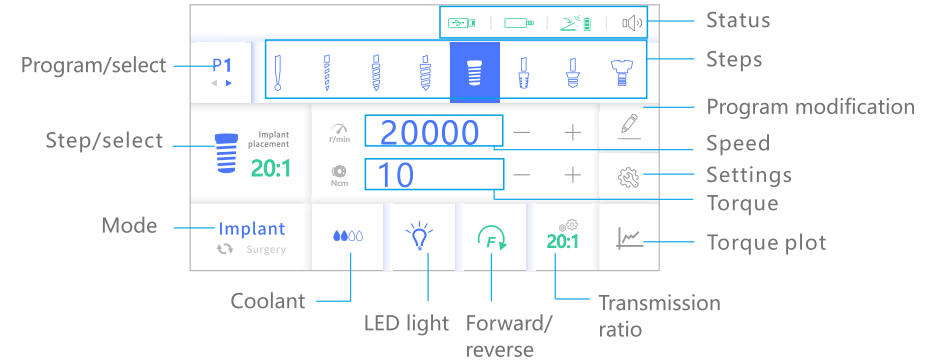 Status
Program/select
P1
Steps
Program modification
Step/select
Implant
placement
20:1
r/min
20000
Speed
Ncm
10
Settings
Torque
Mode
Implant
Surgery
F
20:1
Torque plot
Coolant
LED light
Forward/
reverse
Transmission
ratio